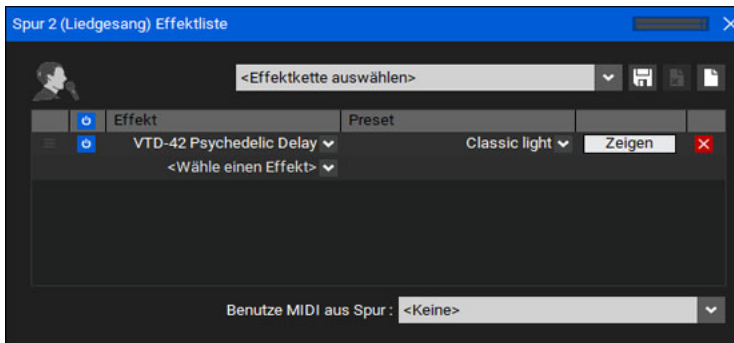 Spur 2 (Liedgesang) Effektliste
<Effektkette auswählen>
Effekt Preset
VTD-42 Psychedelic Delay Classic light Zeigen
<Wähle einen Effekt>
Benutze MIDI aus Spur: <Keine>